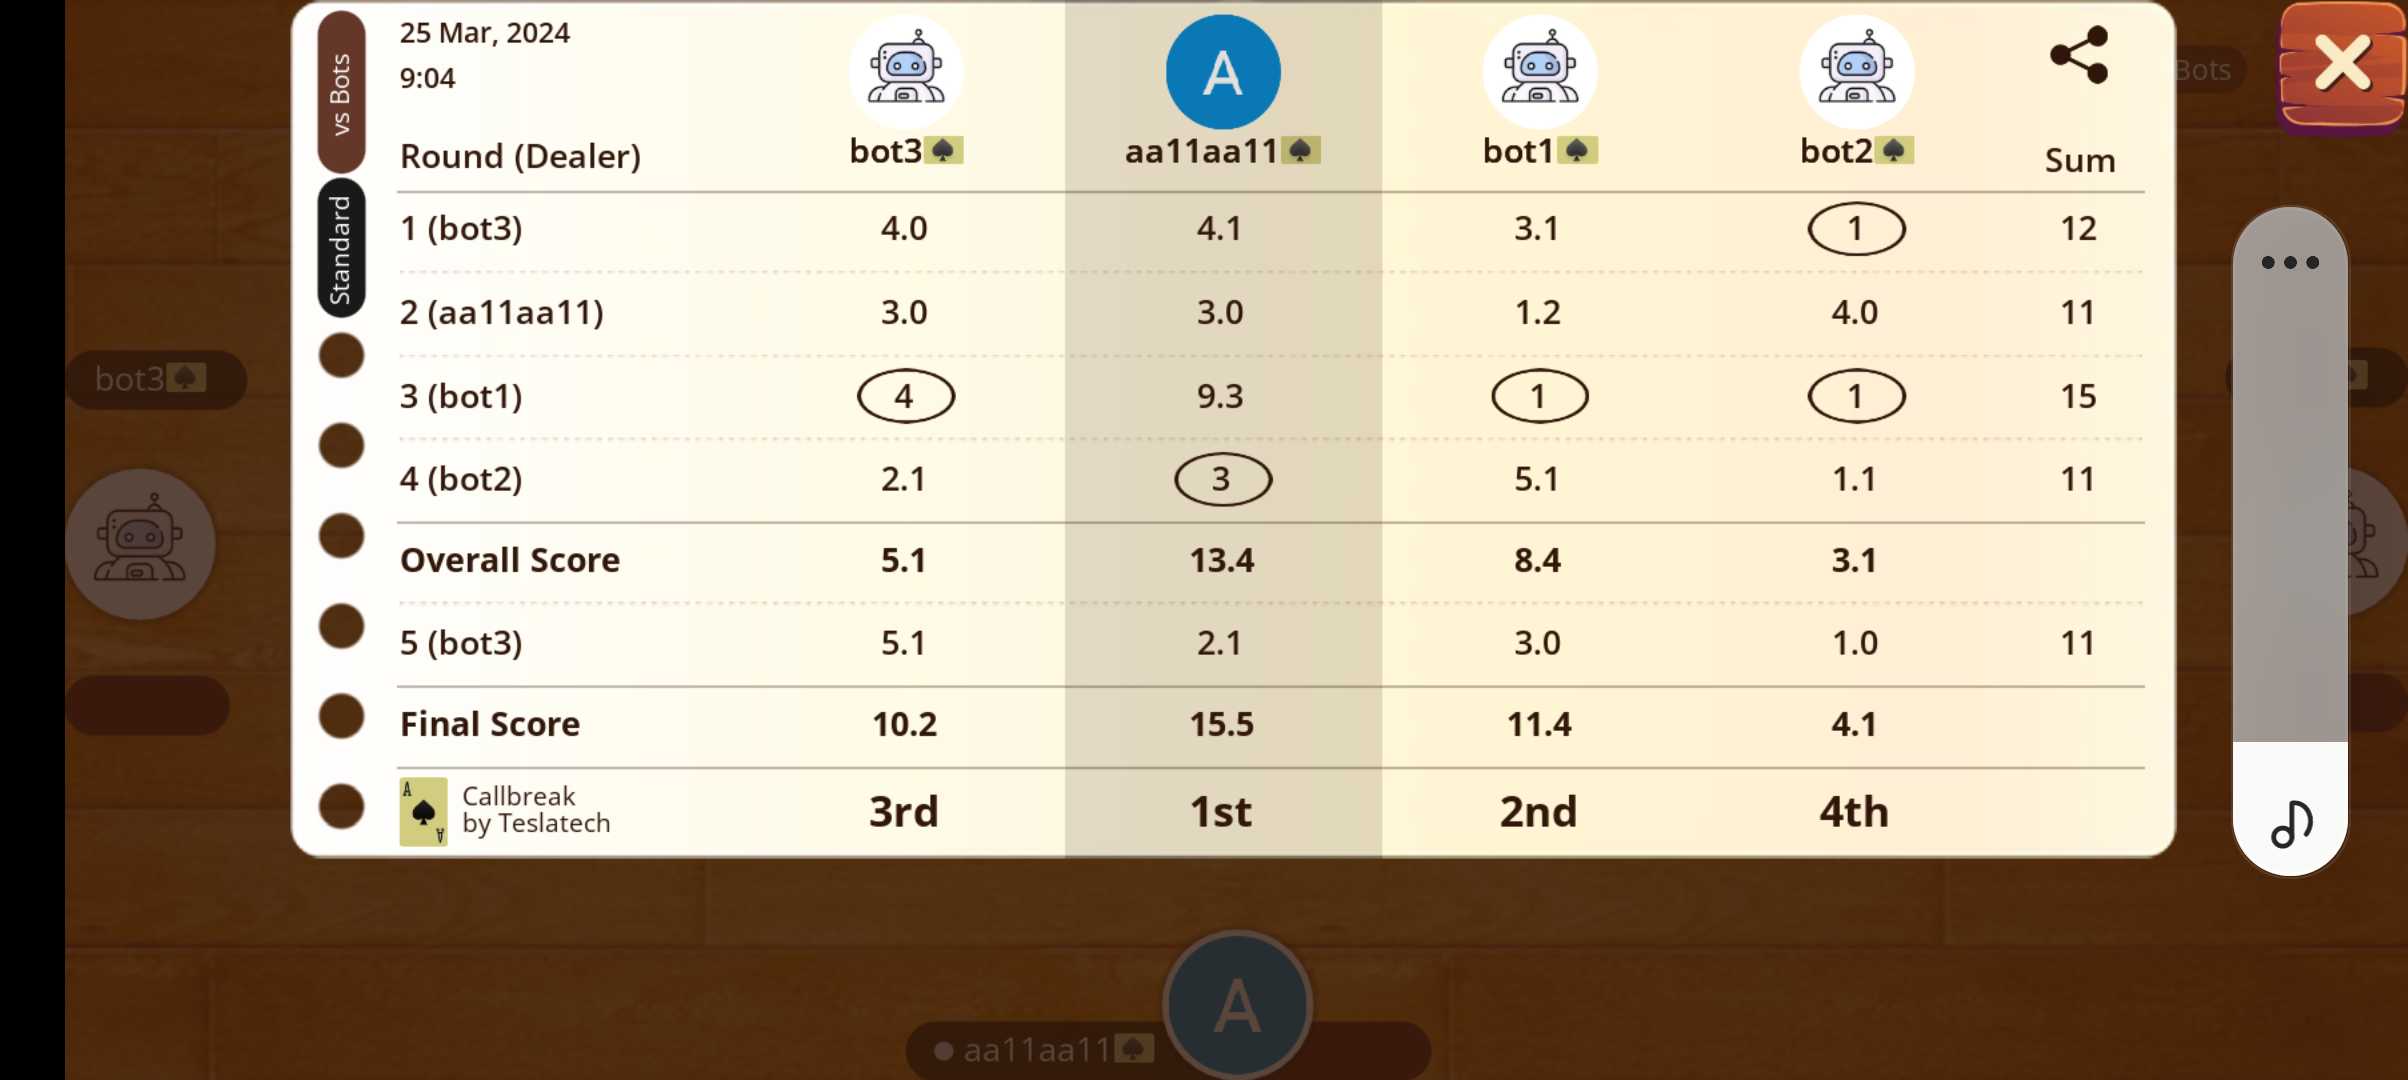 vs Bots
Standard
25 Mar, 2024
9:04
Round (Dealer) bot3 aa11aa11 bot1 bot2 Sum
1 (bot3) 4.0 4.1 3.1 1 12
2 (aa11aa11) 3.0 3.0 1.2 4.0 11
3 (bot1) 4 9.3 1 1 15
4 (bot2) 2.1 3 5.1 1.1 11
Overall Score 5.1 13.4 8.4 3.1
5 (bot3) 5.1 2.1 3.0 1.0 11
Final Score 10.2 15.5 11.4 4.1
A
A
Callbreak
by Teslatech
3rd 1st 2nd 4th
A
Bots
bot3
A
aa11aa11